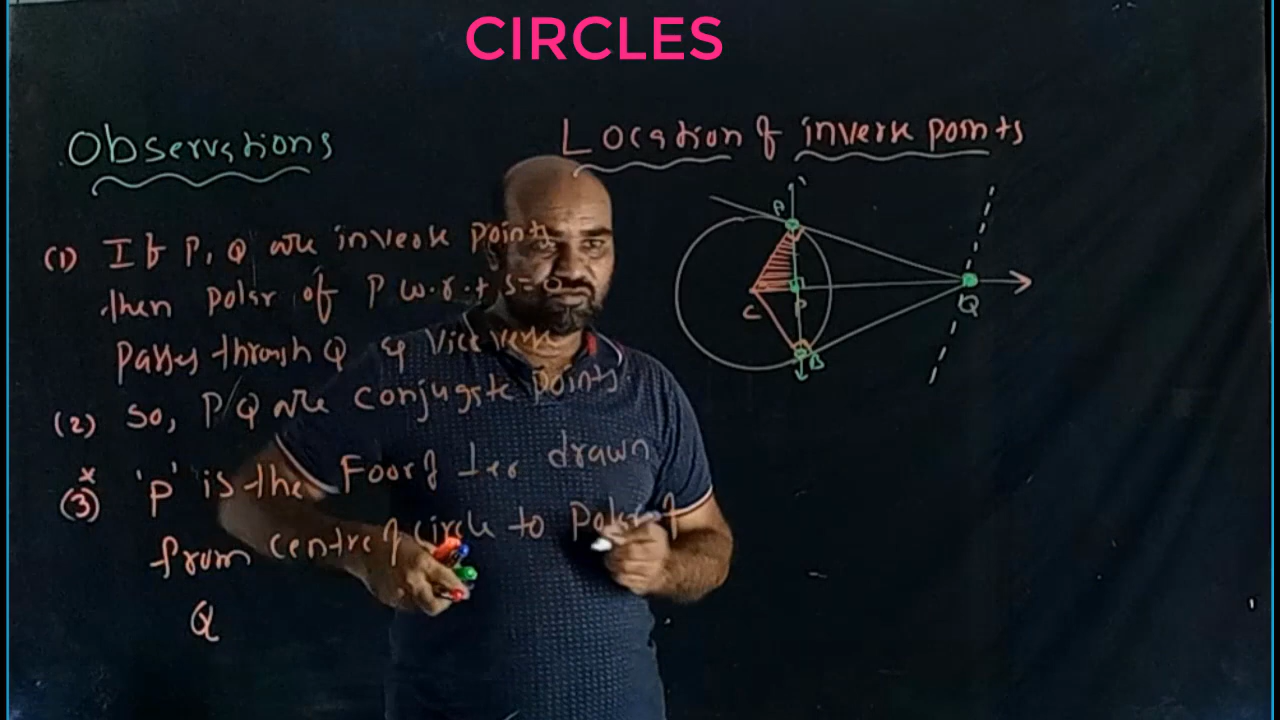 CIRCLES
Observations
Location of inverse points
(1) If P, Q are inverse points
then polar of P w.r.t S=0
passes through Q & Vice versa
(2) So, P Q are conjugate points.
(3) 'P' is the Foot of ⊥er drawn
from centre of circle to Polar of
Q
A
C
P
B
Q